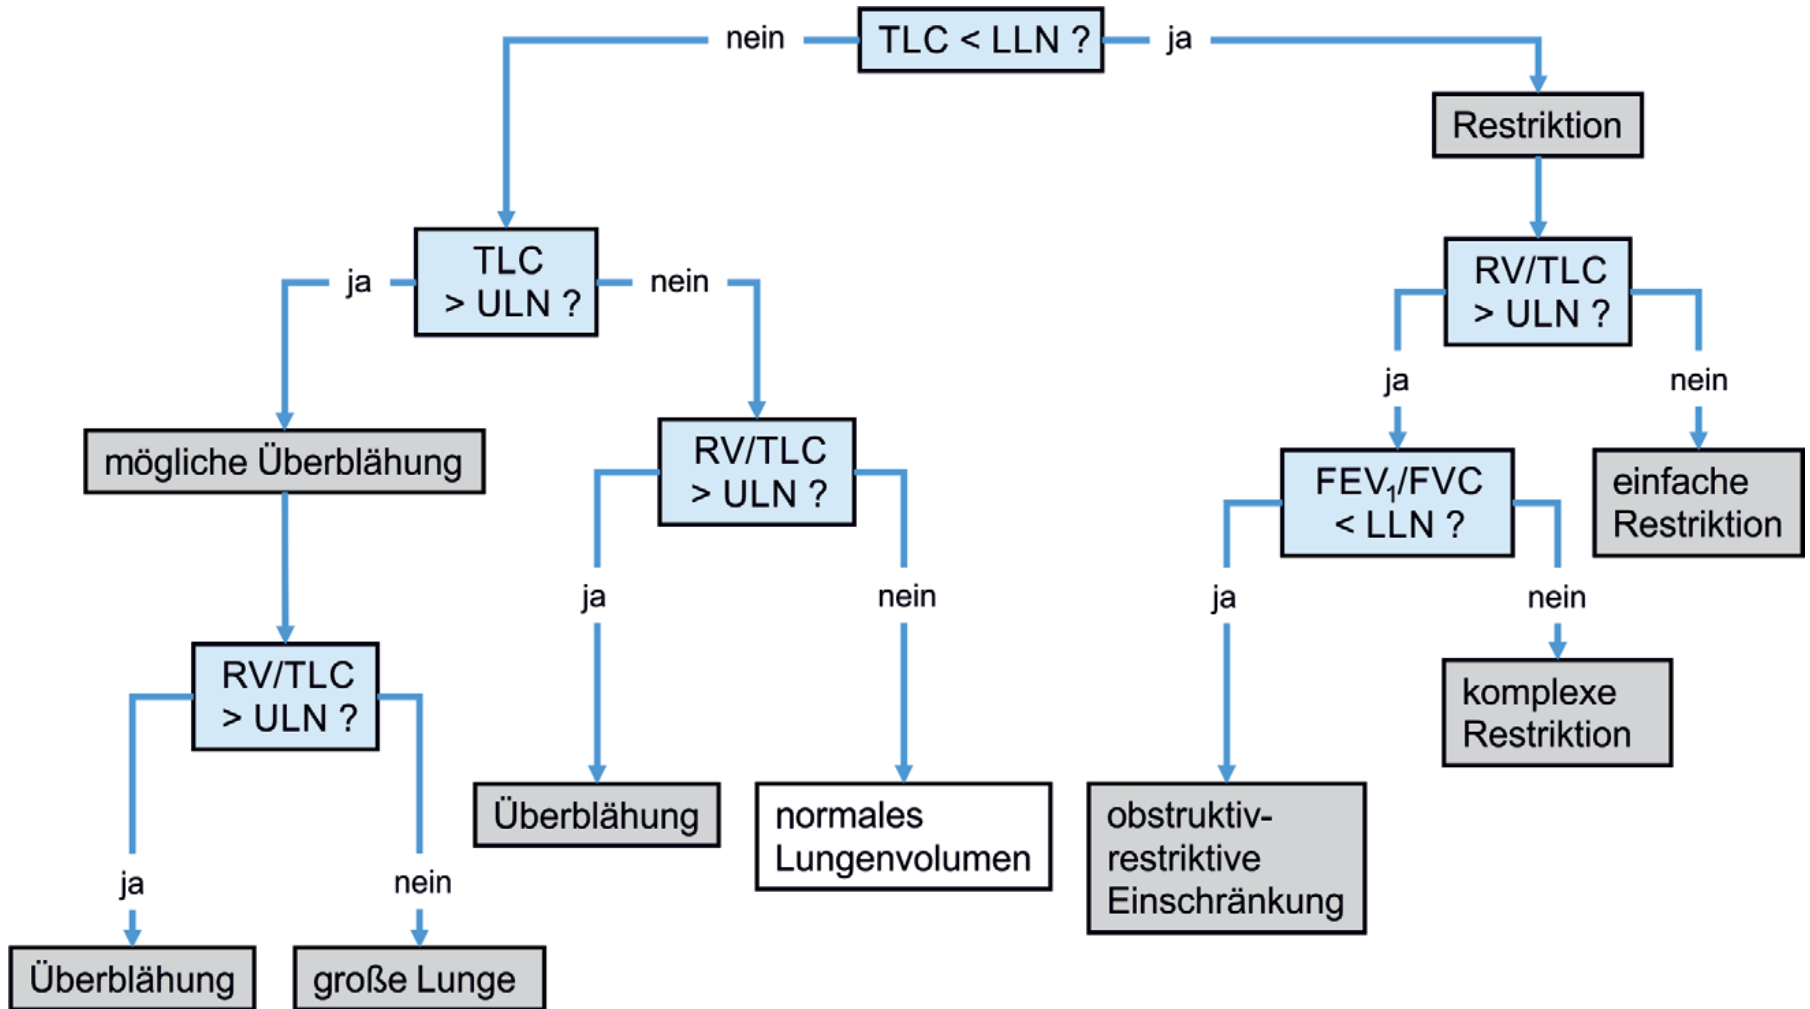 nein
TLC < LLN ?
ja
Restriktion
TLC
> ULN ?
ja
nein
RV/TLC
> ULN ?
ja
nein
mögliche Überblähung
RV/TLC
> ULN ?
FEV₁/FVC
< LLN ?
einfache
Restriktion
ja
nein
ja
nein
RV/TLC
> ULN ?
komplexe
Restriktion
Überblähung
normales
Lungenvolumen
obstruktiv-
restriktive
Einschränkung
ja
nein
Überblähung
große Lunge